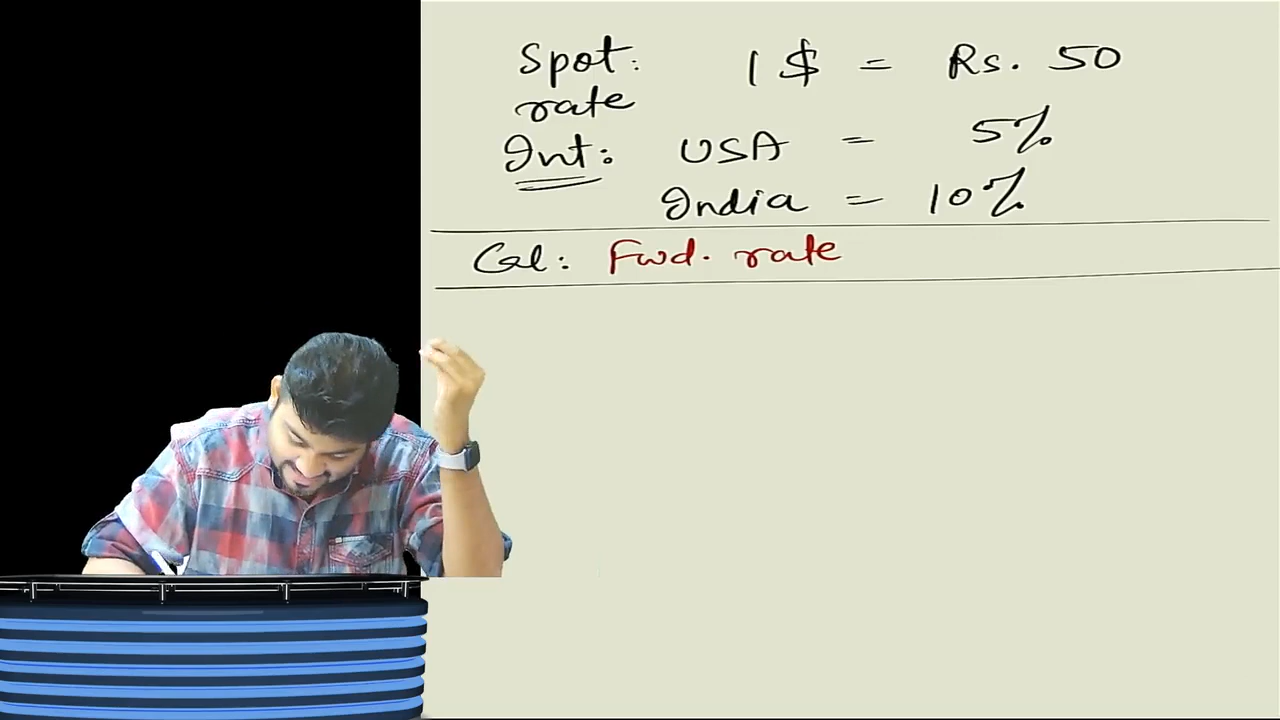 Spot: 1 $ = Rs. 50
rate
Int: USA = 5%
India = 10%
Cal: Fwd. rate